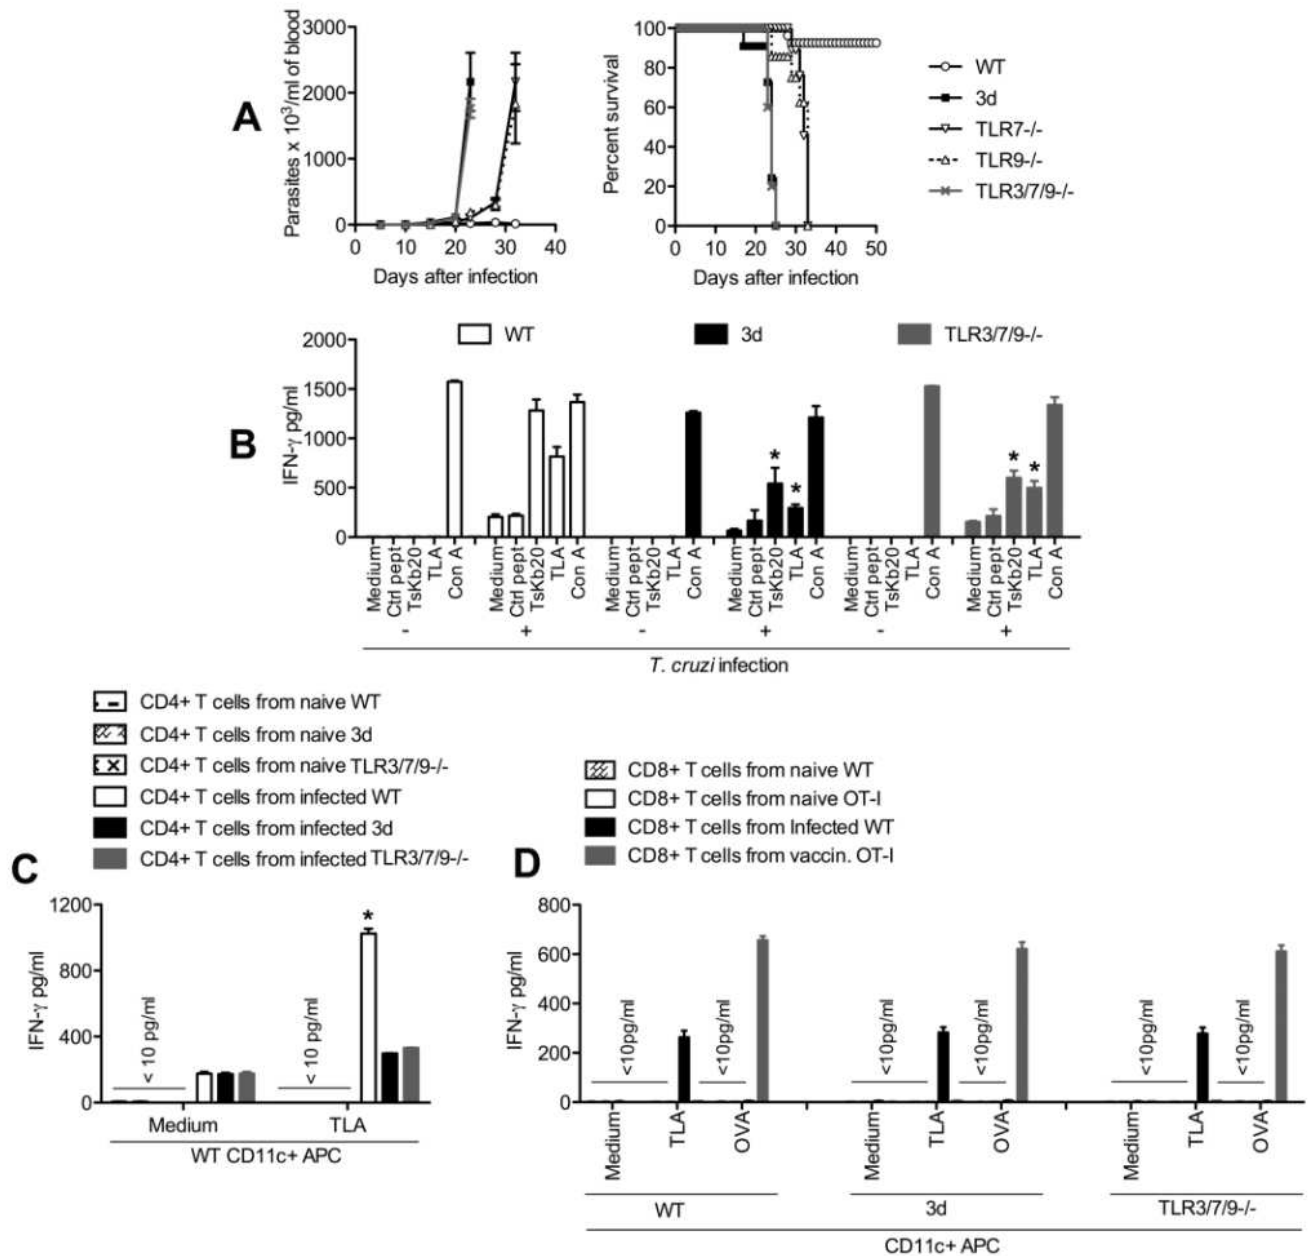 A
Parasites x 10³/ml of blood
3000
2000
1000
0
0 10 20 30 40
Days after infection
Percent survival
100
80
60
40
20
0
0 10 20 30 40 50
Days after infection
WT
3d
TLR7-/-
TLR9-/-
TLR3/7/9-/-
B
WT
3d
TLR3/7/9-/-
IFN-γ pg/ml
2000
1500
1000
500
0
* * * *
Medium Ctrl pept TsKb20 TLA Con A Medium Ctrl pept TsKb20 TLA Con A Medium Ctrl pept TsKb20 TLA Con A Medium Ctrl pept TsKb20 TLA Con A Medium Ctrl pept TsKb20 TLA Con A Medium Ctrl pept TsKb20 TLA Con A
- + - + - +
T. cruzi infection
CD4+ T cells from naive WT
CD4+ T cells from naive 3d
CD4+ T cells from naive TLR3/7/9-/-
CD4+ T cells from infected WT
CD4+ T cells from infected 3d
CD4+ T cells from infected TLR3/7/9-/-
C
IFN-γ pg/ml
1200
800
400
0
< 10 pg/ml
< 10 pg/ml
*
Medium TLA
WT CD11c+ APC
CD8+ T cells from naive WT
CD8+ T cells from naive OT-I
CD8+ T cells from Infected WT
CD8+ T cells from vaccin. OT-I
D
IFN-γ pg/ml
800
600
400
200
0
<10pg/ml <10pg/ml <10pg/ml <10pg/ml <10pg/ml <10pg/ml
Medium TLA OVA Medium TLA OVA Medium TLA OVA
WT 3d TLR3/7/9-/-
CD11c+ APC